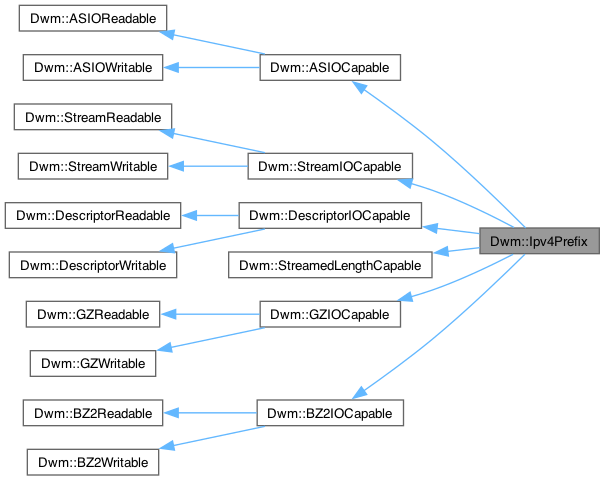 Dwm::ASIOReadable
Dwm::ASIOWritable
Dwm::ASIOCapable
Dwm::StreamReadable
Dwm::StreamWritable
Dwm::StreamIOCapable
Dwm::DescriptorReadable
Dwm::DescriptorIOCapable
Dwm::Ipv4Prefix
Dwm::DescriptorWritable
Dwm::StreamedLengthCapable
Dwm::GZReadable
Dwm::GZIOCapable
Dwm::GZWritable
Dwm::BZ2Readable
Dwm::BZ2IOCapable
Dwm::BZ2Writable